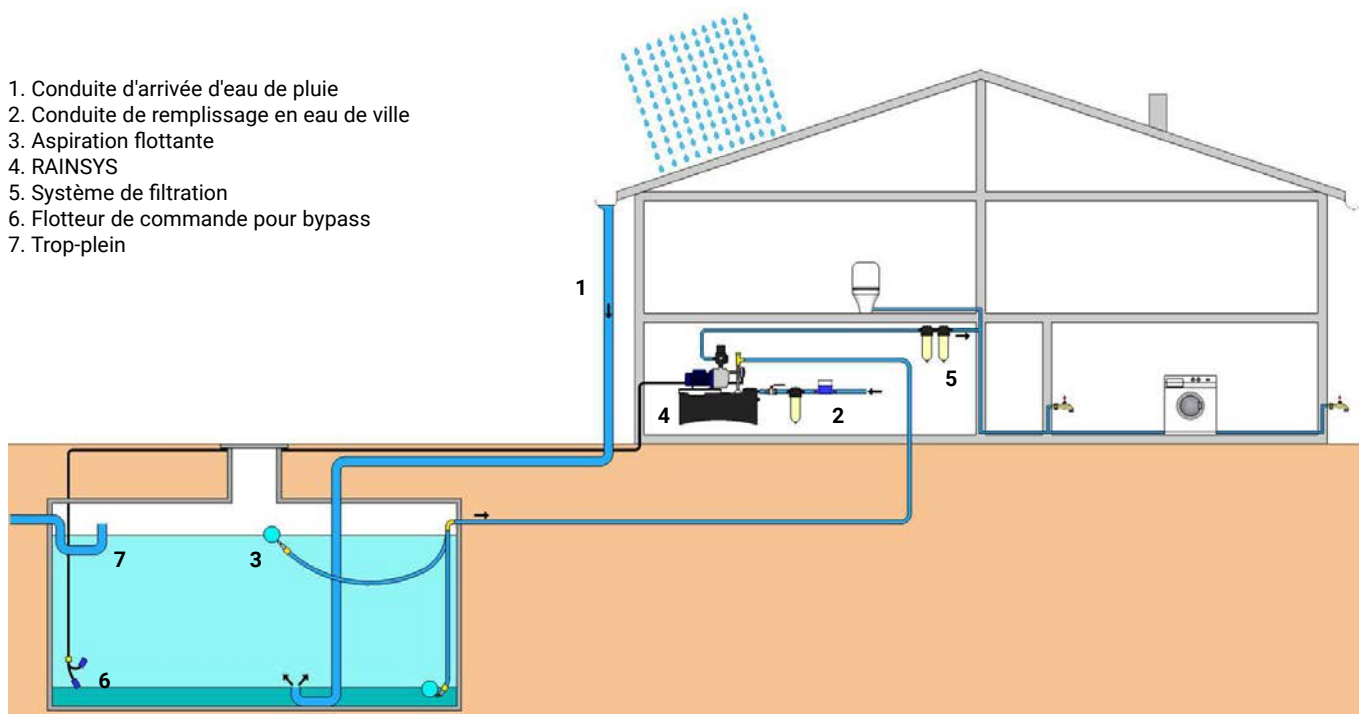 1. Conduite d'arrivée d'eau de pluie
2. Conduite de remplissage en eau de ville
3. Aspiration flottante
4. RAINSYS
5. Système de filtration
6. Flotteur de commande pour bypass
7. Trop-plein
1
5
4
2
7
3
6